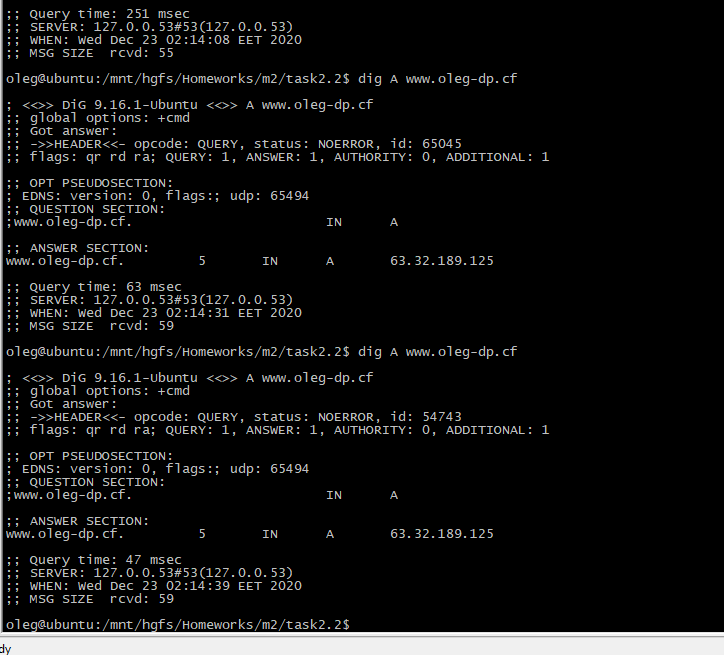 ;; Query time: 251 msec
;; SERVER: 127.0.0.53#53(127.0.0.53)
;; WHEN: Wed Dec 23 02:14:08 EET 2020
;; MSG SIZE  rcvd: 55
oleg@ubuntu:/mnt/hgfs/Homeworks/m2/task2.2$ dig A www.oleg-dp.cf
; <<>> DiG 9.16.1-Ubuntu <<>> A www.oleg-dp.cf
;; global options: +cmd
;; Got answer:
;; ->>HEADER<<- opcode: QUERY, status: NOERROR, id: 65045
;; flags: qr rd ra; QUERY: 1, ANSWER: 1, AUTHORITY: 0, ADDITIONAL: 1
;; OPT PSEUDOSECTION:
; EDNS: version: 0, flags:; udp: 65494
;; QUESTION SECTION:
;www.oleg-dp.cf. IN A
;; ANSWER SECTION:
www.oleg-dp.cf. 5 IN A 63.32.189.125
;; Query time: 63 msec
;; SERVER: 127.0.0.53#53(127.0.0.53)
;; WHEN: Wed Dec 23 02:14:31 EET 2020
;; MSG SIZE  rcvd: 59
oleg@ubuntu:/mnt/hgfs/Homeworks/m2/task2.2$ dig A www.oleg-dp.cf
; <<>> DiG 9.16.1-Ubuntu <<>> A www.oleg-dp.cf
;; global options: +cmd
;; Got answer:
;; ->>HEADER<<- opcode: QUERY, status: NOERROR, id: 54743
;; flags: qr rd ra; QUERY: 1, ANSWER: 1, AUTHORITY: 0, ADDITIONAL: 1
;; OPT PSEUDOSECTION:
; EDNS: version: 0, flags:; udp: 65494
;; QUESTION SECTION:
;www.oleg-dp.cf. IN A
;; ANSWER SECTION:
www.oleg-dp.cf. 5 IN A 63.32.189.125
;; Query time: 47 msec
;; SERVER: 127.0.0.53#53(127.0.0.53)
;; WHEN: Wed Dec 23 02:14:39 EET 2020
;; MSG SIZE  rcvd: 59
oleg@ubuntu:/mnt/hgfs/Homeworks/m2/task2.2$
dy